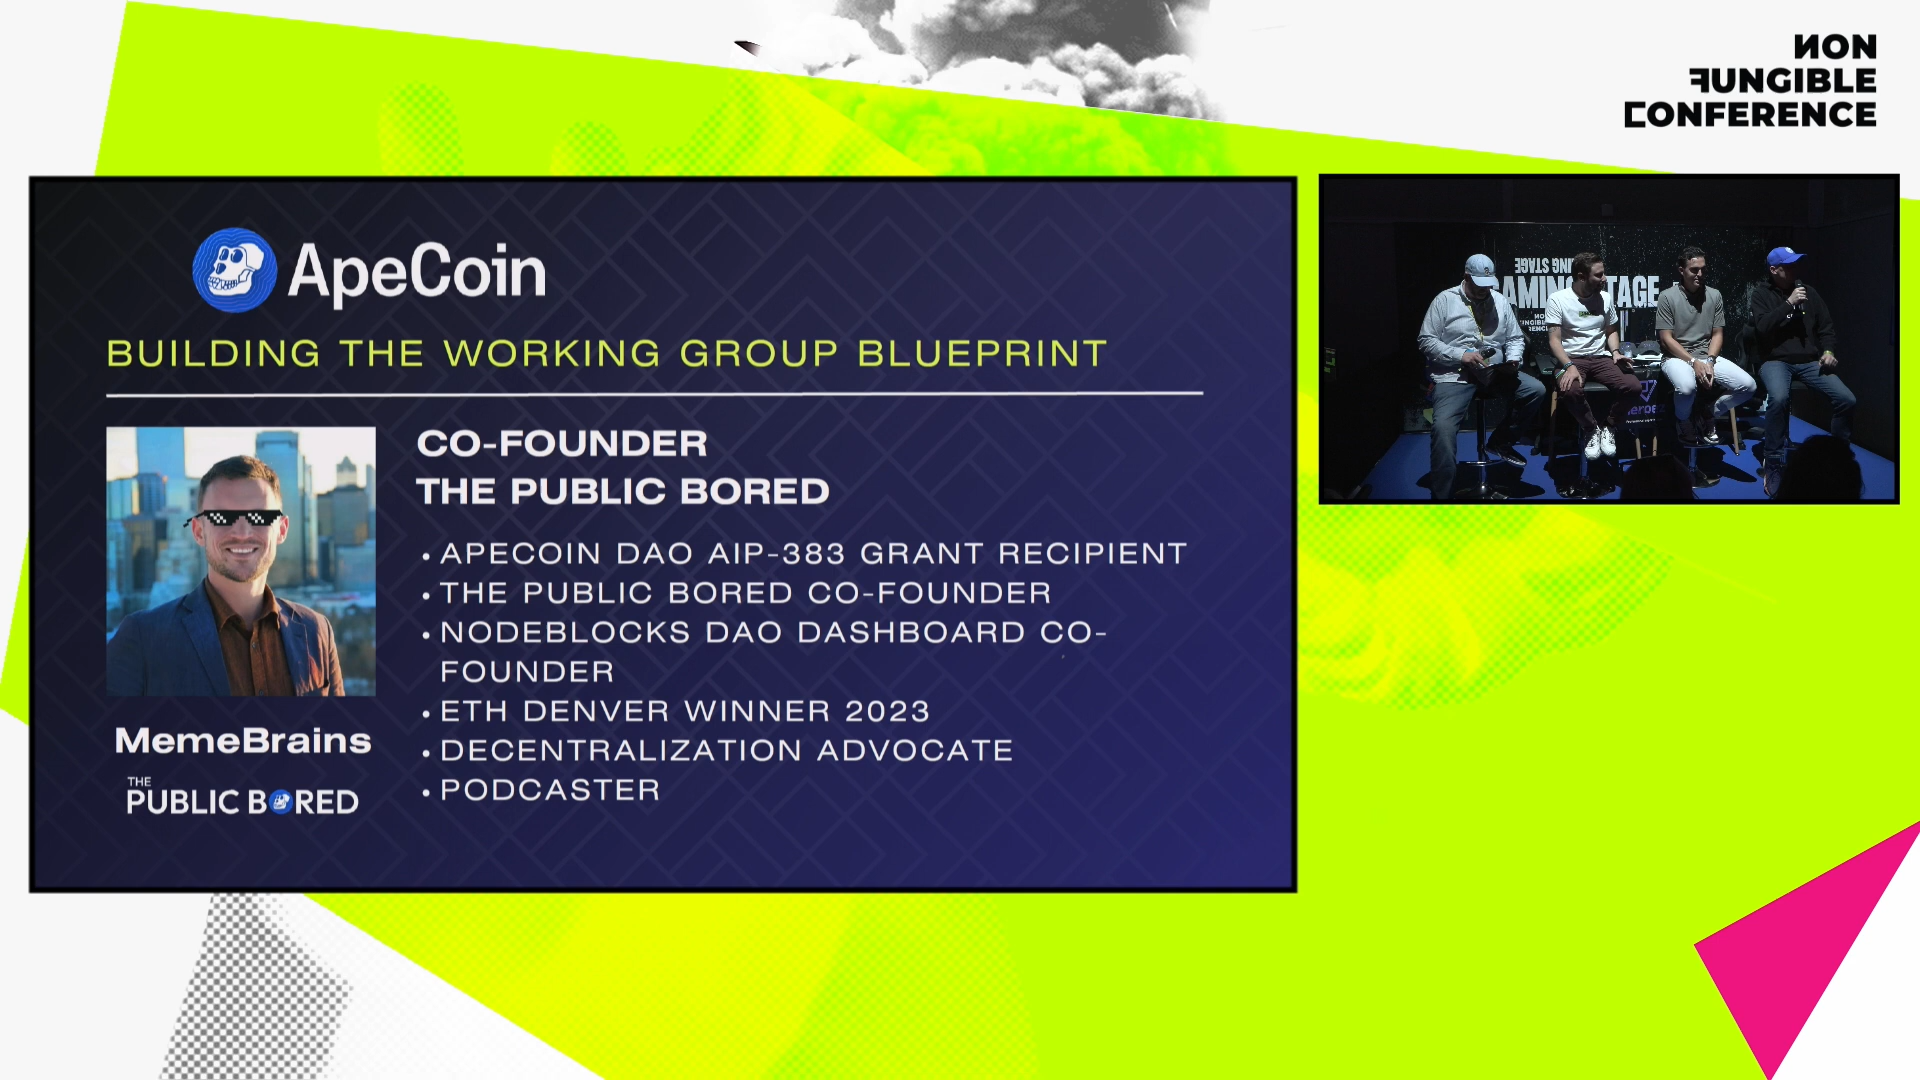 NON
FUNGIBLE
CONFERENCE
ApeCoin
BUILDING THE WORKING GROUP BLUEPRINT
CO-FOUNDER
THE PUBLIC BORED
• APECOIN DAO AIP-383 GRANT RECIPIENT
• THE PUBLIC BORED CO-FOUNDER
• NODEBLOCKS DAO DASHBOARD CO-
FOUNDER
• ETH DENVER WINNER 2023
• DECENTRALIZATION ADVOCATE
• PODCASTER
MemeBrains
THE
PUBLIC BORED